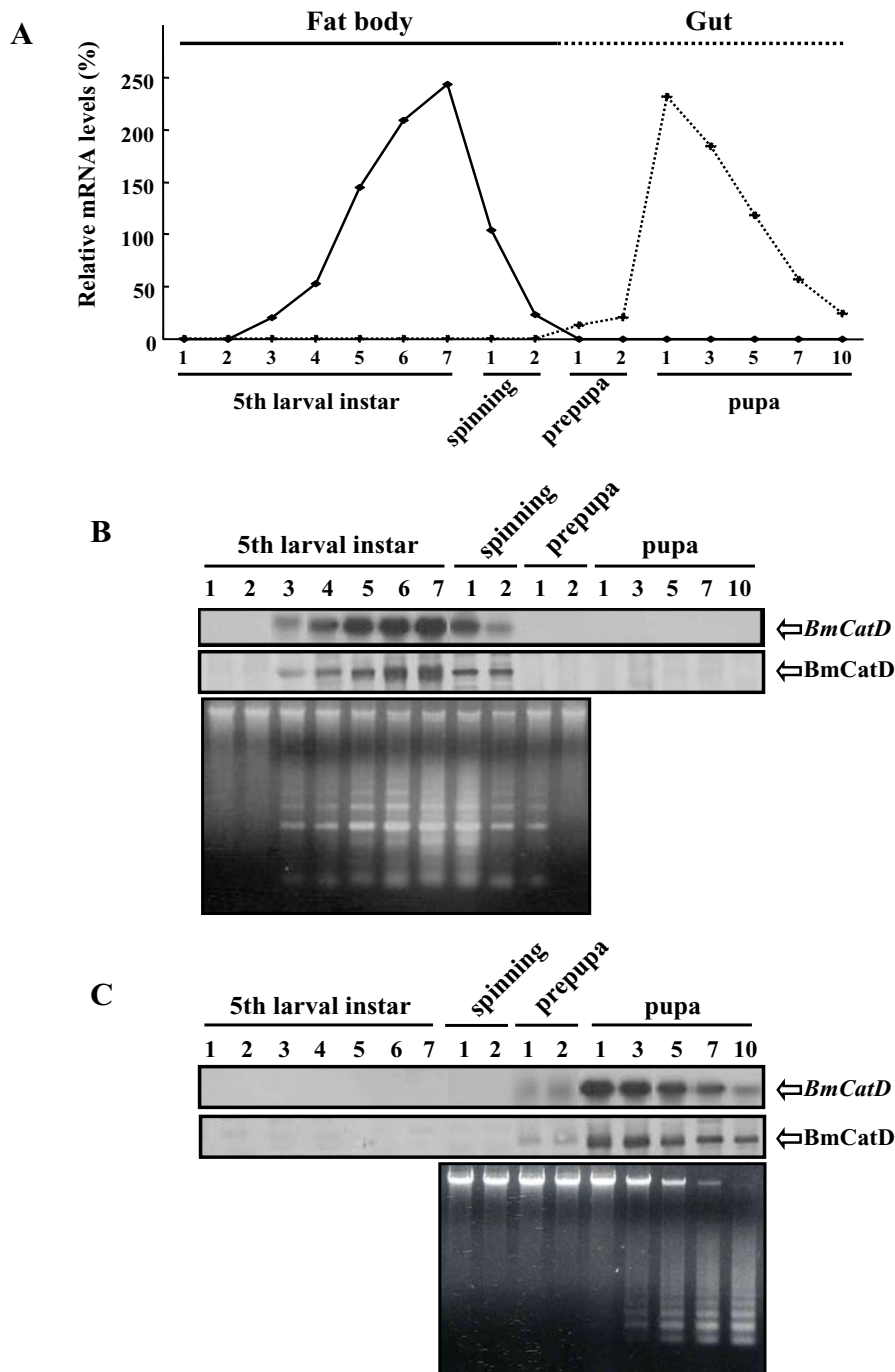 A
Fat body
Gut
Relative mRNA levels (%)
250
200
150
100
50
0
1 2 3 4 5 6 7 1 2 1 2 1 3 5 7 10
5th larval instar
spinning
prepupa
pupa
B
5th larval instar
spinning
prepupa
pupa
1 2 3 4 5 6 7 1 2 1 2 1 3 5 7 10
BmCatD
BmCatD
C
5th larval instar
spinning
prepupa
pupa
1 2 3 4 5 6 7 1 2 1 2 1 3 5 7 10
BmCatD
BmCatD